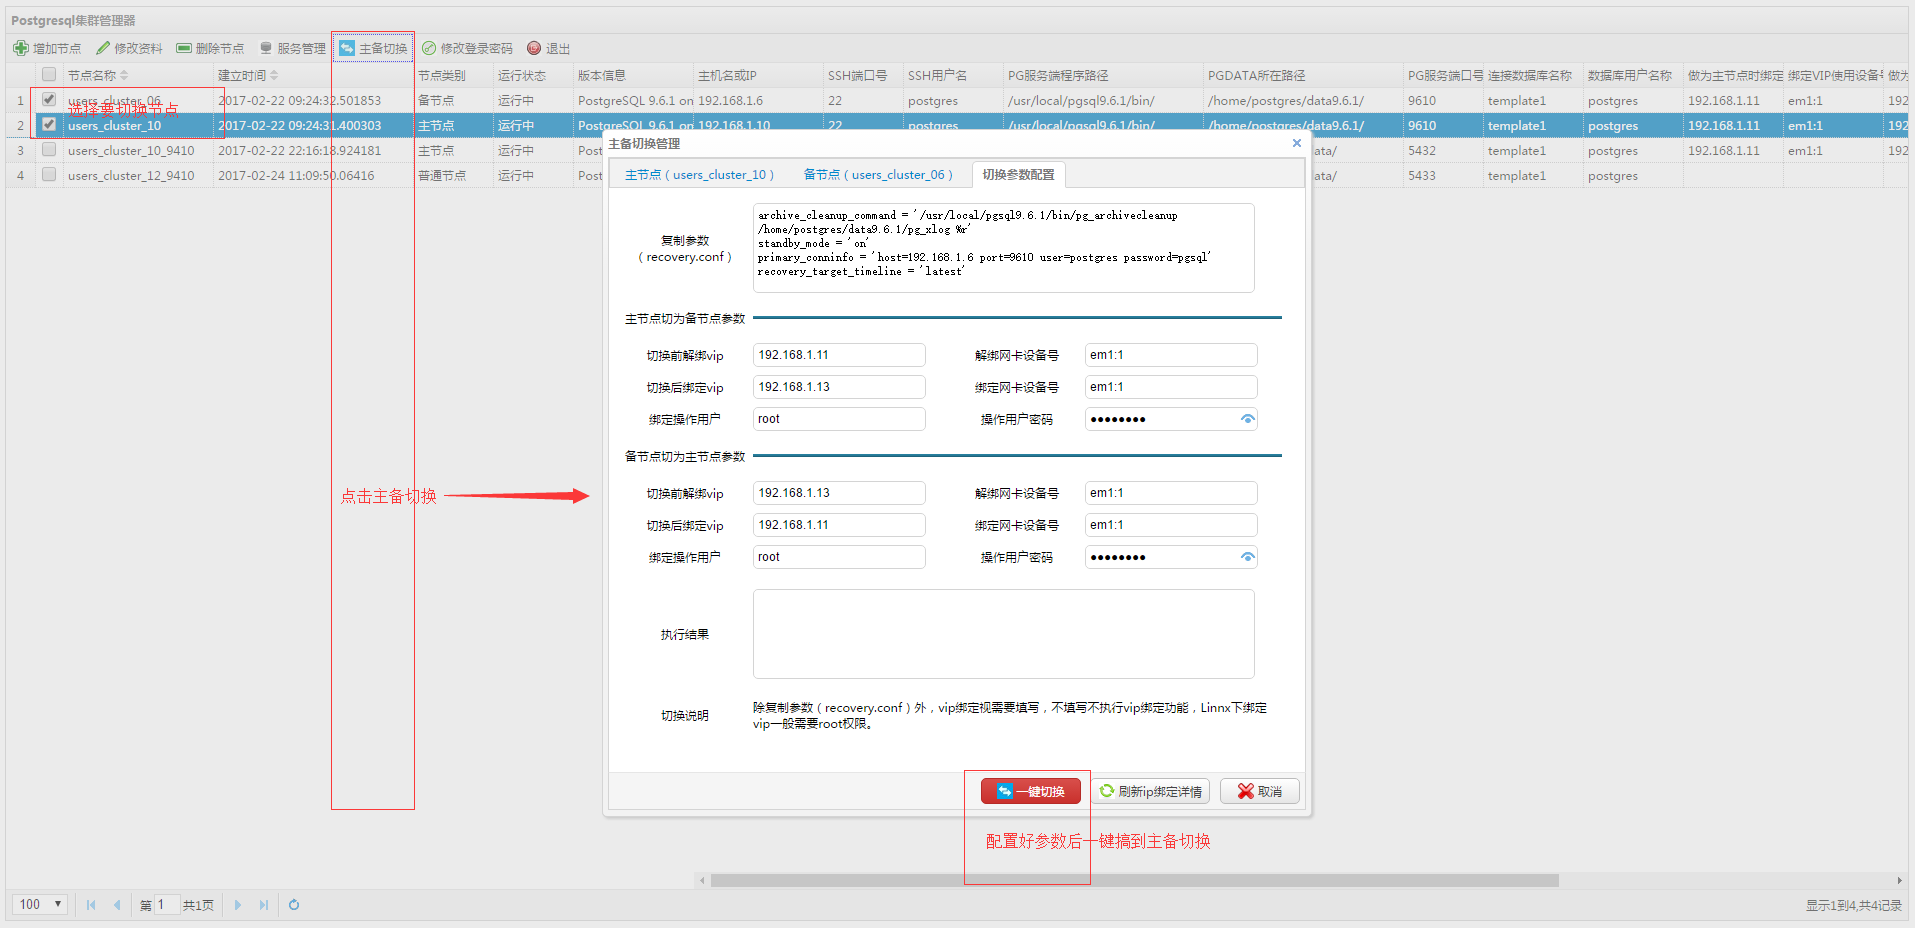 Postgresql集群管理器
增加节点 修改资料 删除节点 服务管理 主备切换 修改登录密码 退出
节点名称 建立时间 节点类别 运行状态 版本信息 主机名或IP SSH端口号 SSH用户名 PG服务端程序路径 PGDATA所在路径 PG服务端口号 连接数据库名称 数据库用户名称 做为主节点时绑定 绑定VIP使用设备号 做为
1 users_cluster_06 2017-02-22 09:24:32.501853 备节点 运行中 PostgreSQL 9.6.1 on 192.168.1.6 22 postgres /usr/local/pgsql9.6.1/bin/ /home/postgres/data9.6.1/ 9610 template1 postgres 192.168.1.11 em1:1 192
选择要切换节点
2 users_cluster_10 2017-02-22 09:24:31.400303 主节点 运行中 PostgreSQL 9.6.1 on 192.168.1.10 22 postgres /usr/local/pgsql9.6.1/bin/ /home/postgres/data9.6.1/ 9610 template1 postgres 192.168.1.11 em1:1 192
3 users_cluster_10_9410 2017-02-22 22:16:18.924181 主节点 运行中 Post ata/ 5432 template1 postgres 192.168.1.11 em1:1 192
4 users_cluster_12_9410 2017-02-24 11:09:50.06416 普通节点 运行中 Post ata/ 5433 template1 postgres
主备切换管理
主节点（users_cluster_10） 备节点（users_cluster_06） 切换参数配置
复制参数
（recovery.conf）
archive_cleanup_command = '/usr/local/pgsql9.6.1/bin/pg_archivecleanup
/home/postgres/data9.6.1/pg_xlog %r'
standby_mode = 'on'
primary_conninfo = 'host=192.168.1.6 port=9610 user=postgres password=pgsql'
recovery_target_timeline = 'latest'
主节点切为备节点参数
切换前解绑vip 192.168.1.11 解绑网卡设备号 em1:1
切换后绑定vip 192.168.1.13 绑定网卡设备号 em1:1
绑定操作用户 root 操作用户密码 ●●●●●●●●
备节点切为主节点参数
切换前解绑vip 192.168.1.13 解绑网卡设备号 em1:1
点击主备切换
切换后绑定vip 192.168.1.11 绑定网卡设备号 em1:1
绑定操作用户 root 操作用户密码 ●●●●●●●●
执行结果
切换说明
除复制参数（recovery.conf）外，vip绑定视需要填写，不填写不执行vip绑定功能，Linnx下绑定
vip一般需要root权限。
一键切换 刷新ip绑定详情 取消
配置好参数后一键搞到主备切换
100 第 1 共1页 显示1到4,共4记录